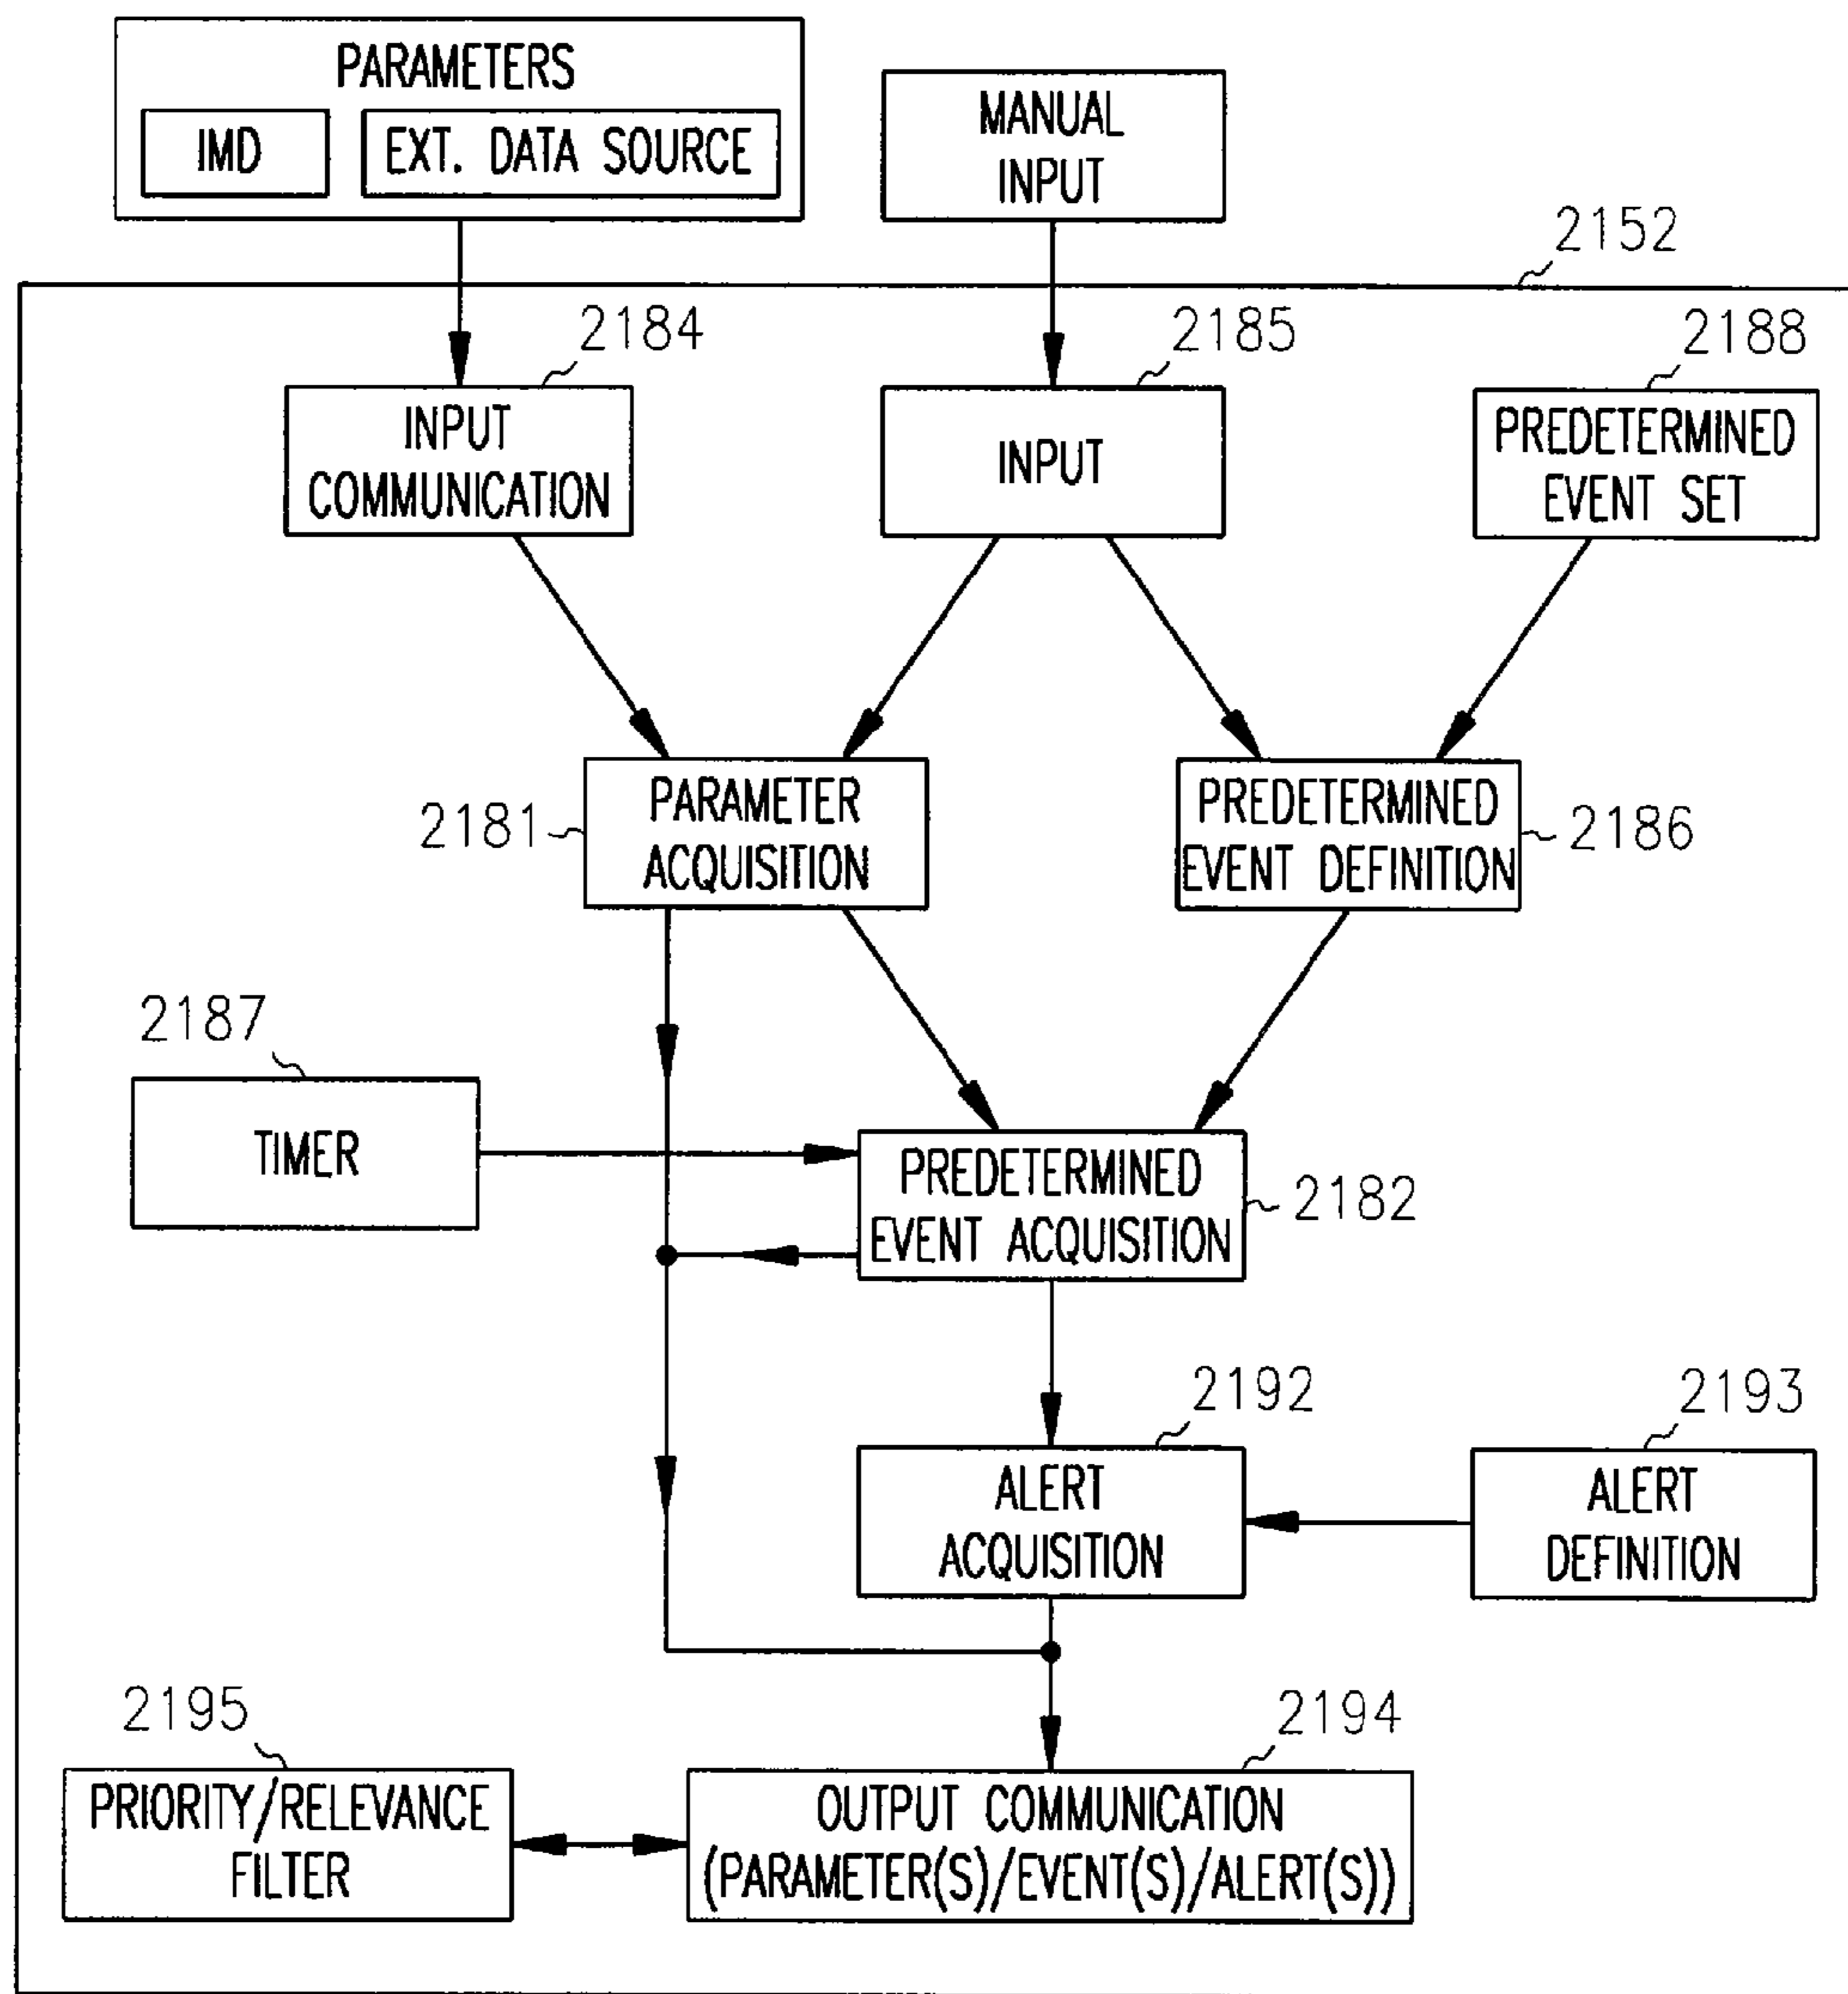 PARAMETERS
IMD
EXT. DATA SOURCE
MANUAL
INPUT
2152
2184
2185
2188
INPUT
COMMUNICATION
INPUT
PREDETERMINED
EVENT SET
2181
PARAMETER
ACQUISITION
PREDETERMINED
EVENT DEFINITION
2186
2187
TIMER
PREDETERMINED
EVENT ACQUISITION
2182
2192
2193
ALERT
ACQUISITION
ALERT
DEFINITION
2195
2194
PRIORITY/RELEVANCE
FILTER
OUTPUT COMMUNICATION
(PARAMETER(S)/EVENT(S)/ALERT(S))